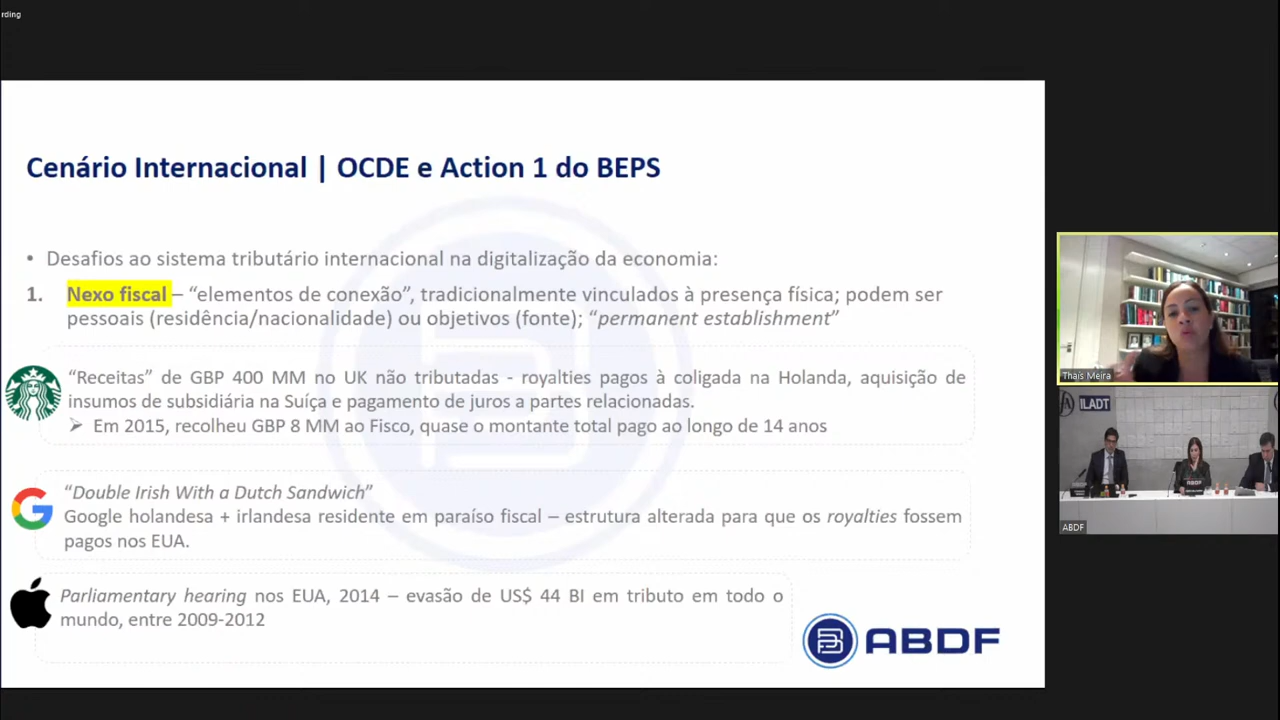 rding
Cenário Internacional | OCDE e Action 1 do BEPS
• Desafios ao sistema tributário internacional na digitalização da economia:
1. Nexo fiscal – “elementos de conexão”, tradicionalmente vinculados à presença física; podem ser
pessoais (residência/nacionalidade) ou objetivos (fonte); “permanent establishment”
“Receitas” de GBP 400 MM no UK não tributadas - royalties pagos à coligada na Holanda, aquisição de
insumos de subsidiária na Suíça e pagamento de juros a partes relacionadas.
➢ Em 2015, recolheu GBP 8 MM ao Fisco, quase o montante total pago ao longo de 14 anos
“Double Irish With a Dutch Sandwich”
Google holandesa + irlandesa residente em paraíso fiscal – estrutura alterada para que os royalties fossem
pagos nos EUA.
Parliamentary hearing nos EUA, 2014 – evasão de US$ 44 BI em tributo em todo o
mundo, entre 2009-2012
ABDF
Thais Meira
ILADT
ABDF
ABDF